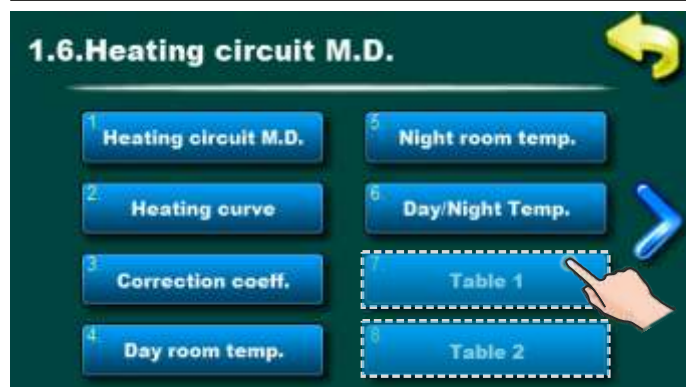 1.6.Heating circuit M.D.
1 Heating circuit M.D.
2 Heating curve
3 Correction coeff.
4 Day room temp.
5 Night room temp.
6 Day/Night Temp.
7 Table 1
8 Table 2